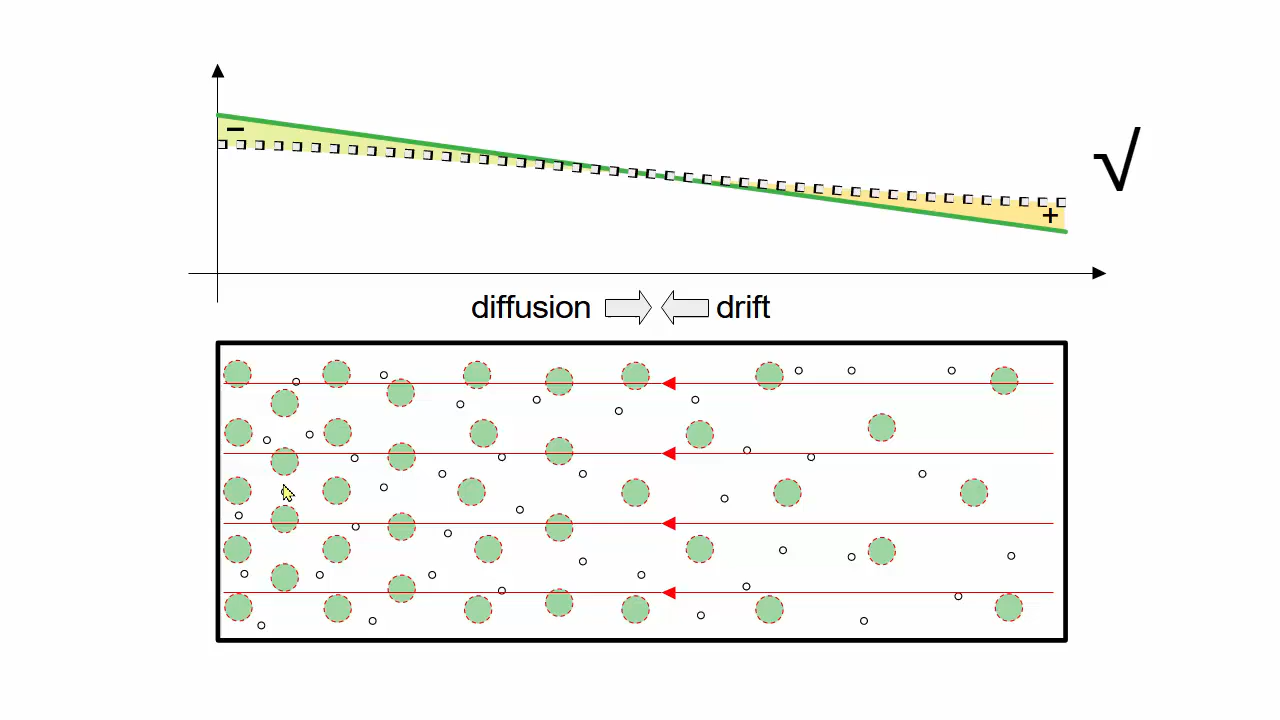 −
√
+
diffusion drift